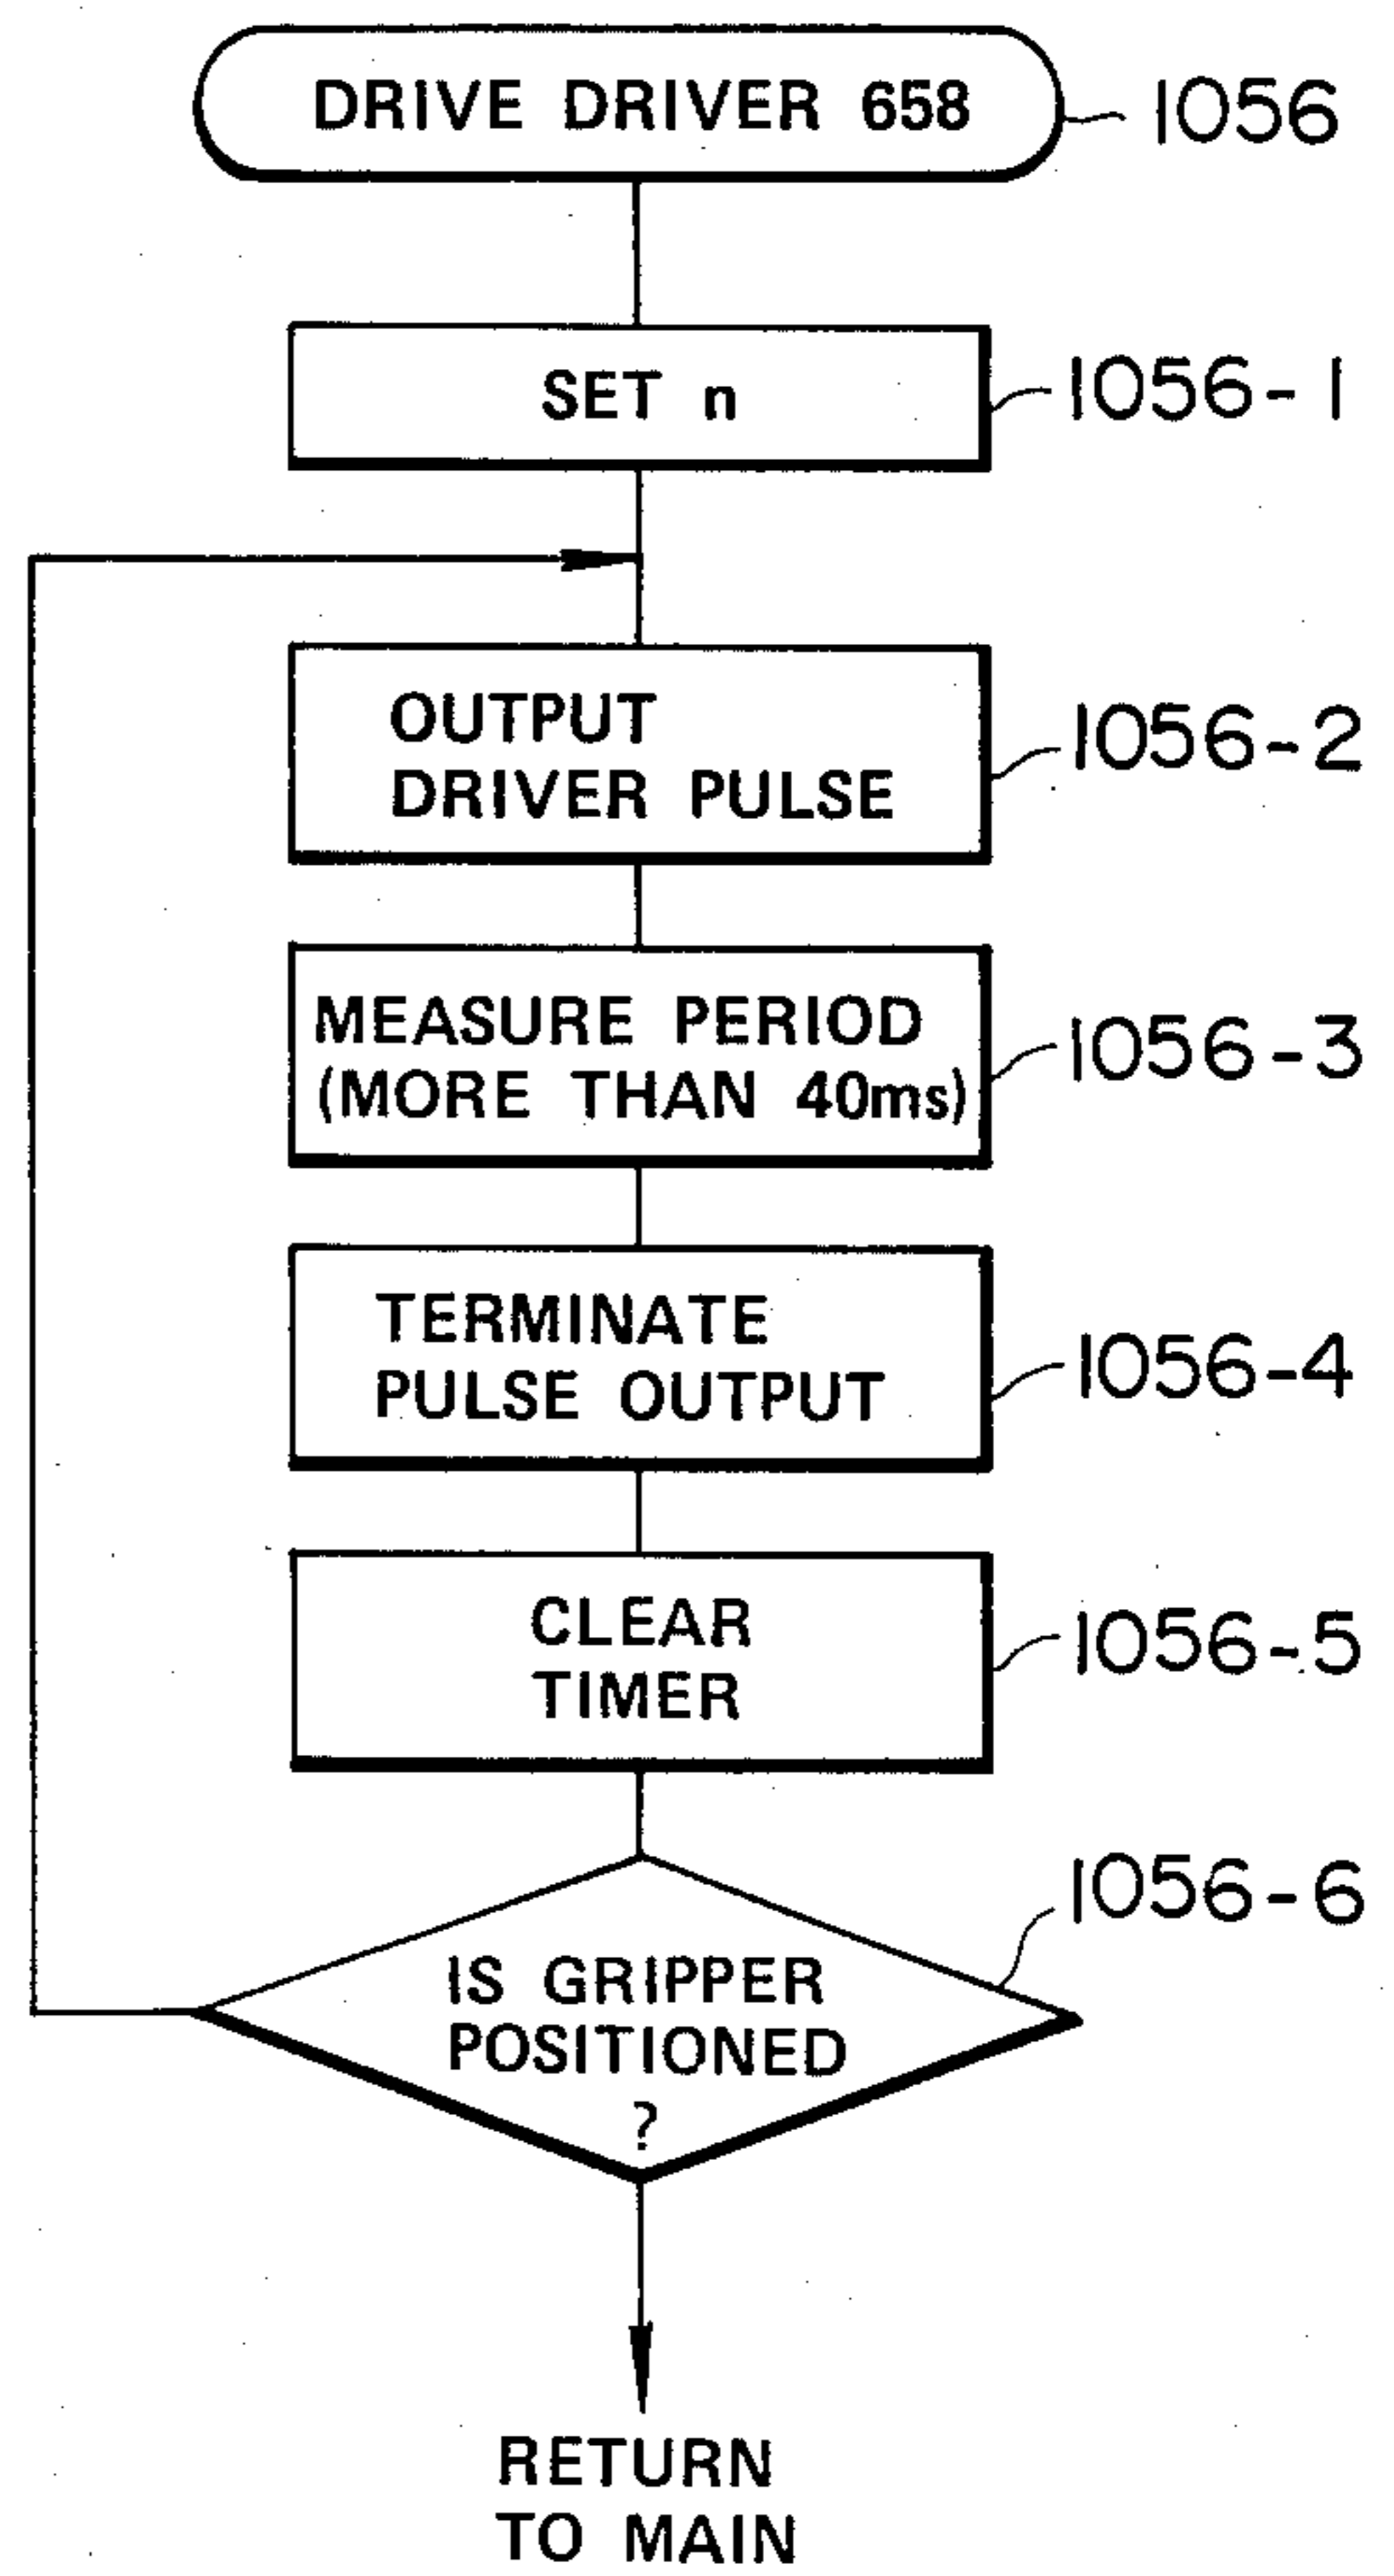 DRIVE DRIVER 658
1056
SET n
1056-1
OUTPUT
DRIVER PULSE
1056-2
MEASURE PERIOD
(MORE THAN 40ms)
1056-3
TERMINATE
PULSE OUTPUT
1056-4
CLEAR
TIMER
1056-5
IS GRIPPER
POSITIONED
?
1056-6
RETURN
TO MAIN